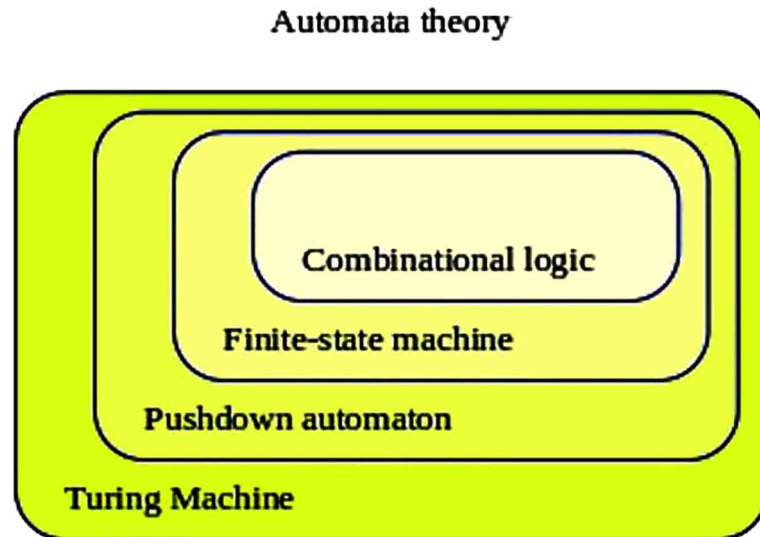 Automata theory
Combinational logic
Finite-state machine
Pushdown automaton
Turing Machine